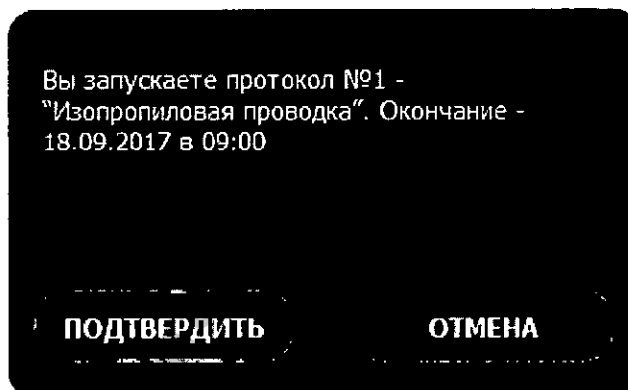 Вы запускаете протокол №1 -
"Изопропиловая проводка". Окончание -
18.09.2017 в 09:00
ПОДТВЕРДИТЬ ОТМЕНА